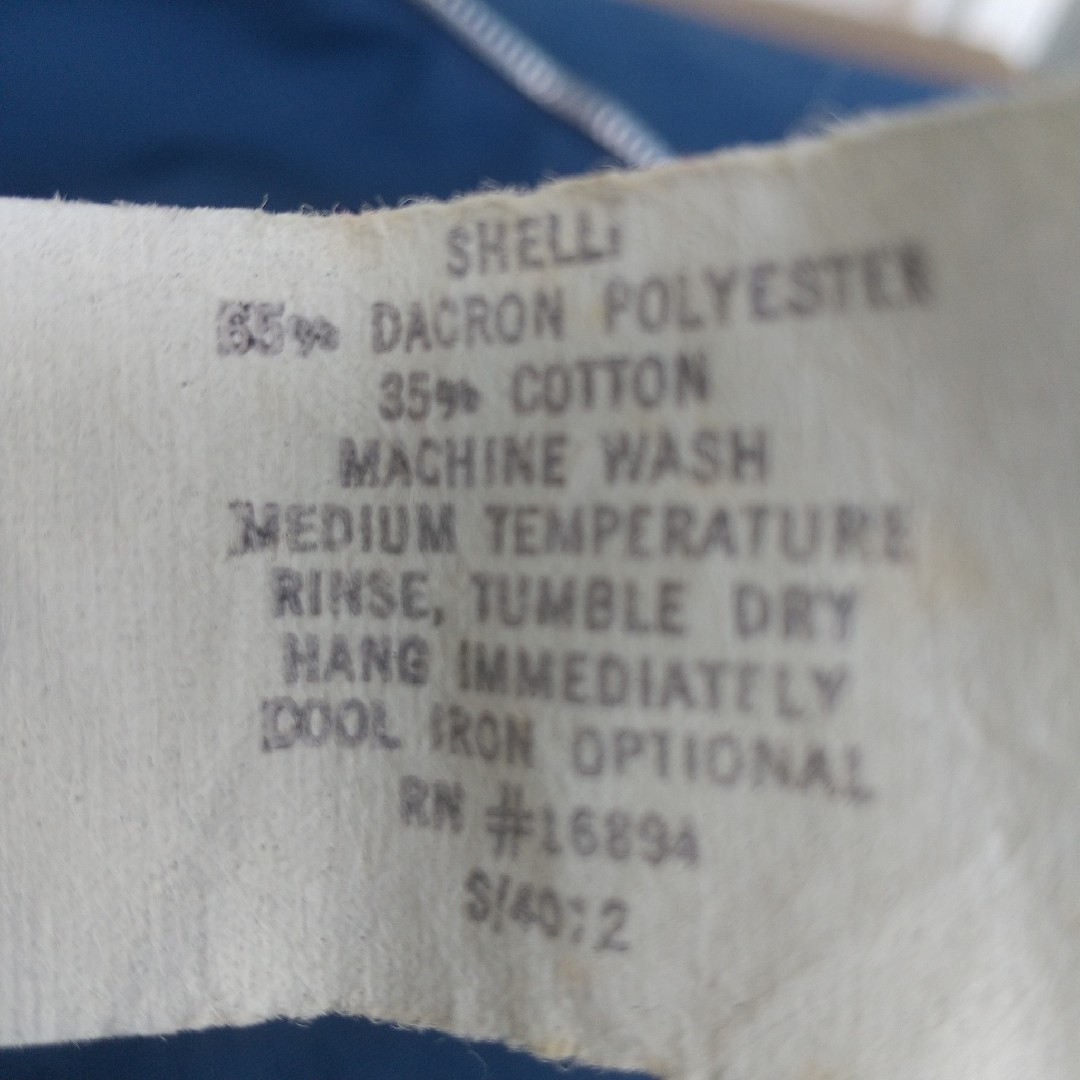 SHELL:
65% DACRON POLYESTER
35% COTTON
MACHINE WASH
MEDIUM TEMPERATURE
RINSE, TUMBLE DRY
HANG IMMEDIATELY
COOL IRON OPTIONAL
RN #16894